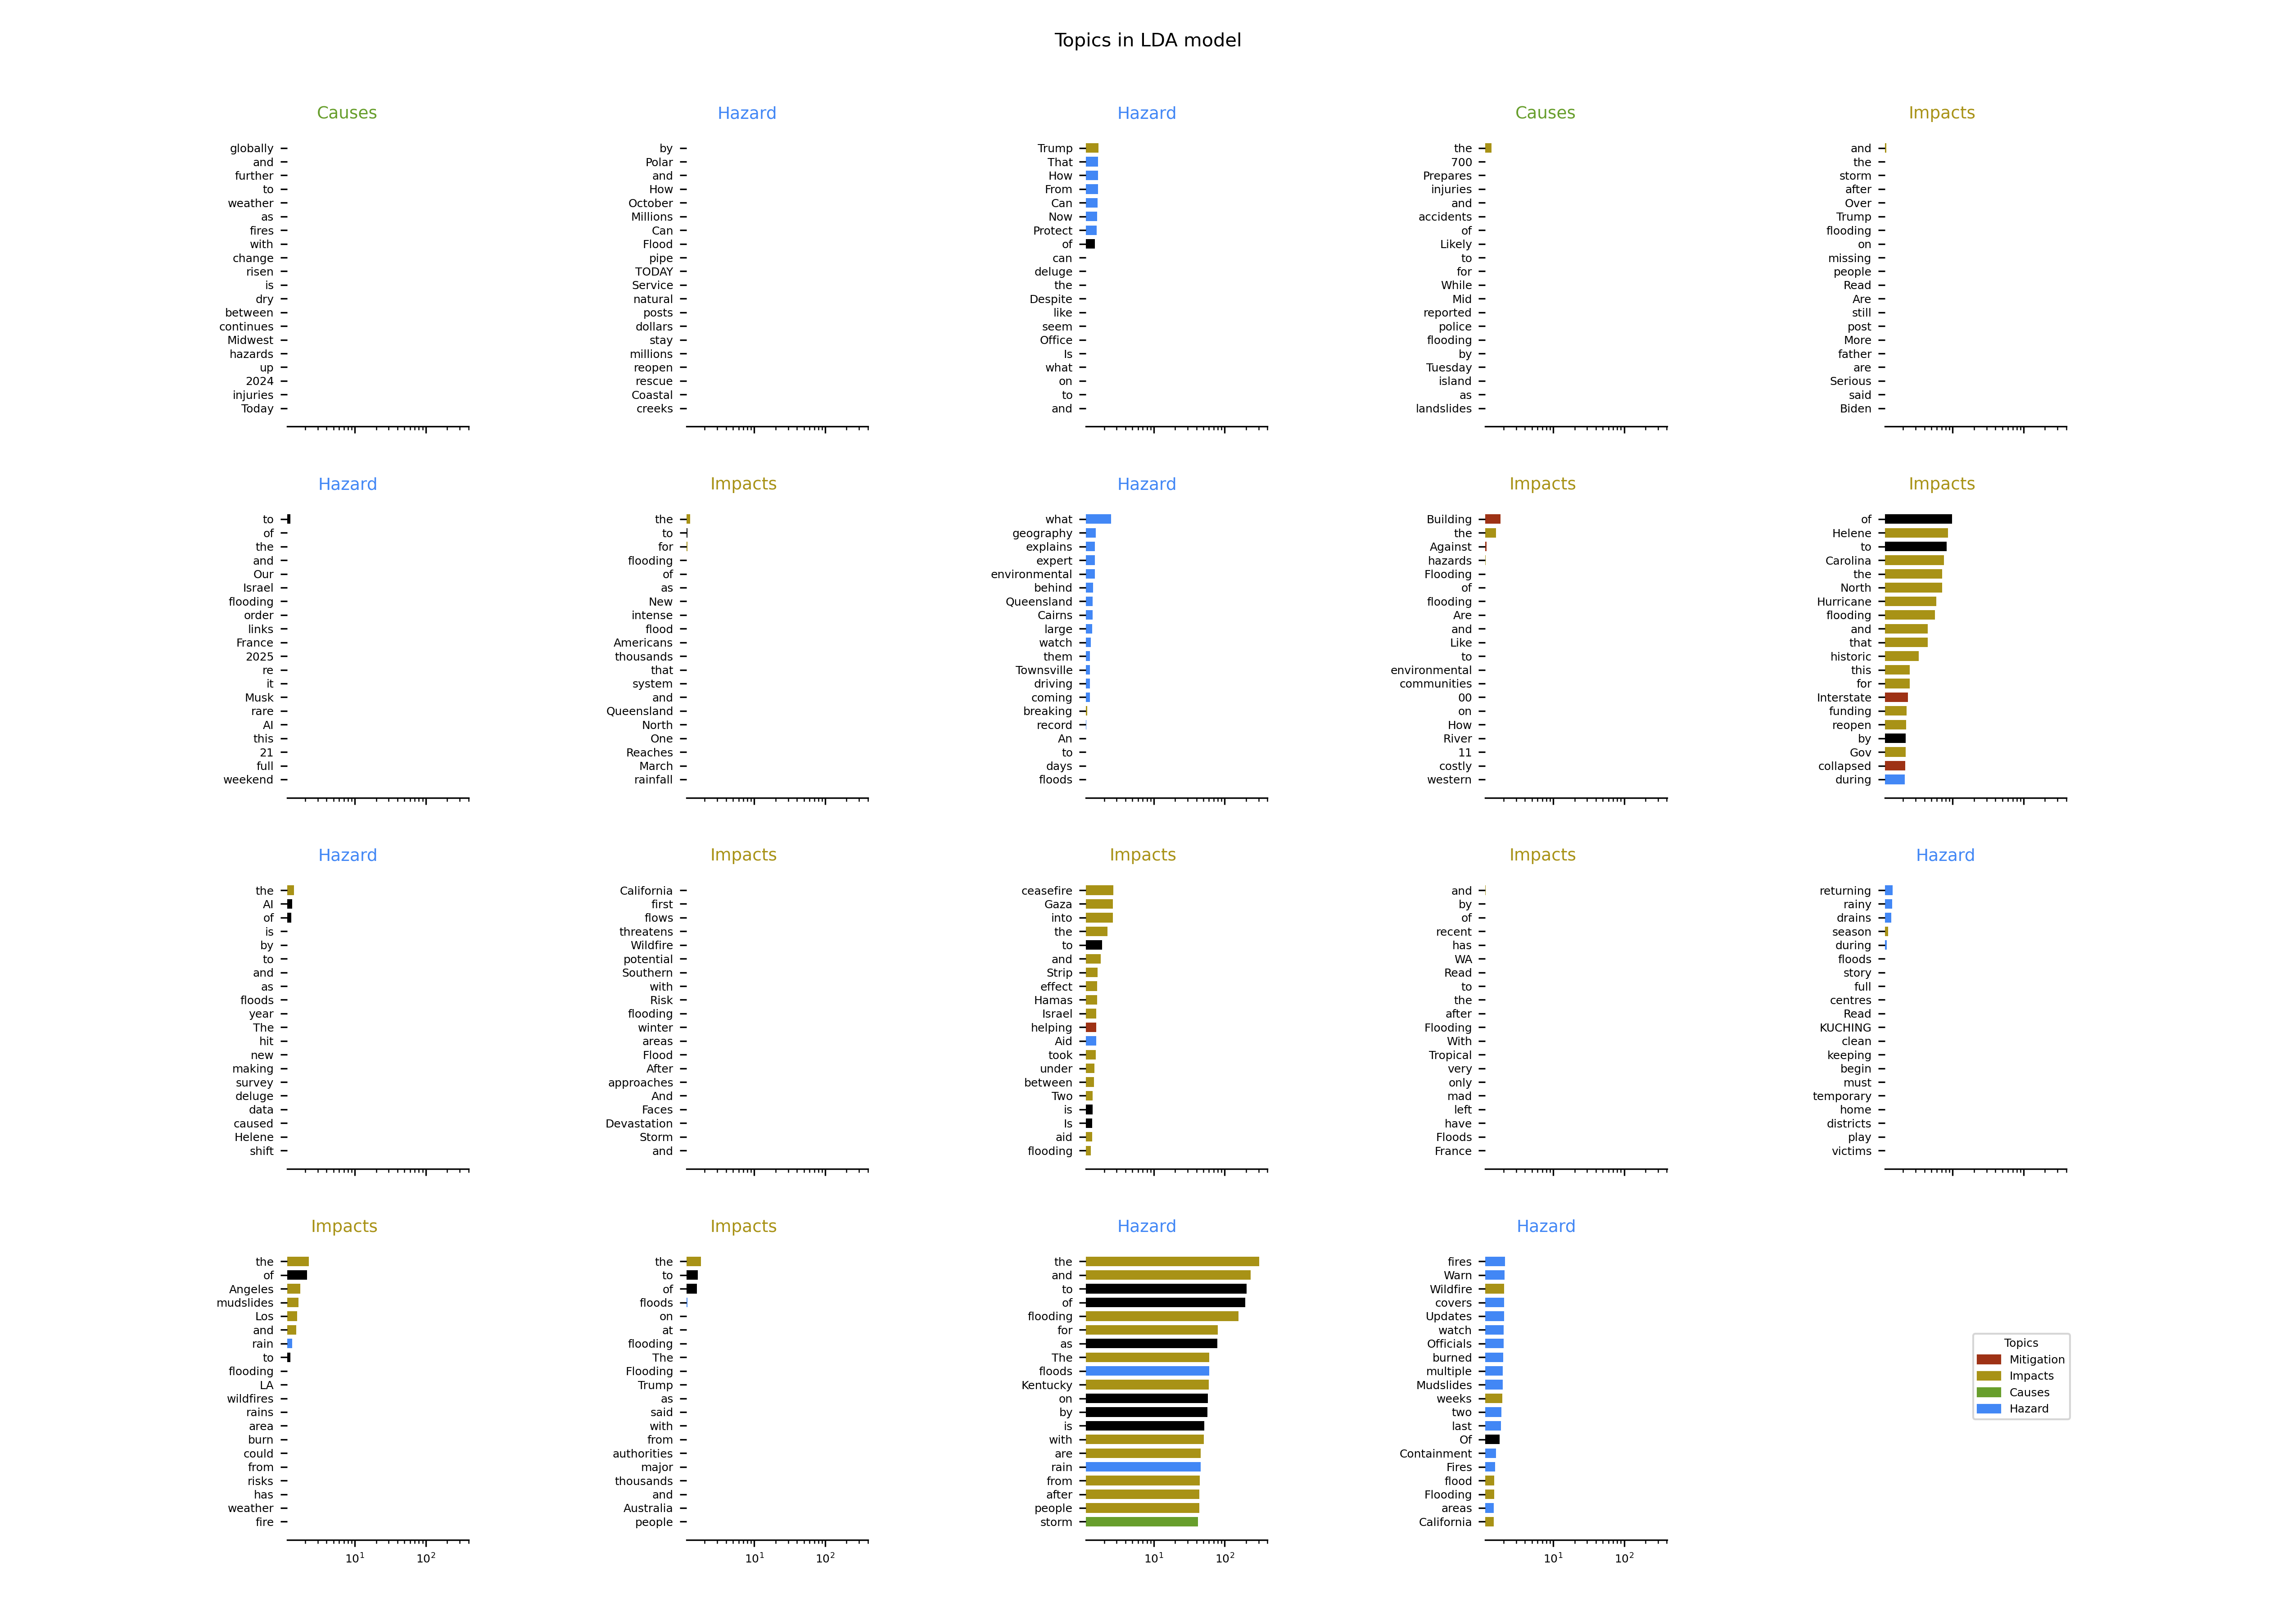 Topics in LDA model
Causes
globally
and
further
to
weather
as
fires
with
change
risen
is
dry
between
continues
Midwest
hazards
up
2024
injuries
Today
Hazard
by
Polar
and
How
October
Millions
Can
Flood
pipe
TODAY
Service
natural
posts
dollars
stay
millions
reopen
rescue
Coastal
creeks
Hazard
Trump
That
How
From
Can
Now
Protect
of
can
deluge
the
Despite
like
seem
Office
Is
what
on
to
and
Causes
the
700
Prepares
injuries
and
accidents
of
Likely
to
for
While
Mid
reported
police
flooding
by
Tuesday
island
as
landslides
Impacts
and
the
storm
after
Over
Trump
flooding
on
missing
people
Read
Are
still
post
More
father
are
Serious
said
Biden
Hazard
to
of
the
and
Our
Israel
flooding
order
links
France
2025
re
it
Musk
rare
AI
this
21
full
weekend
Impacts
the
to
for
flooding
of
as
New
intense
flood
Americans
thousands
that
system
and
Queensland
North
One
Reaches
March
rainfall
Hazard
what
geography
explains
expert
environmental
behind
Queensland
Cairns
large
watch
them
Townsville
driving
coming
breaking
record
An
to
days
floods
Impacts
Building
the
Against
hazards
Flooding
of
flooding
Are
and
Like
to
environmental
communities
00
on
How
River
11
costly
western
Impacts
of
Helene
to
Carolina
the
North
Hurricane
flooding
and
that
historic
this
for
Interstate
funding
reopen
by
Gov
collapsed
during
Hazard
the
AI
of
is
by
to
and
as
floods
year
The
hit
new
making
survey
deluge
data
caused
Helene
shift
Impacts
California
first
flows
threatens
Wildfire
potential
Southern
with
Risk
flooding
winter
areas
Flood
After
approaches
And
Faces
Devastation
Storm
and
Impacts
ceasefire
Gaza
into
the
to
and
Strip
effect
Hamas
Israel
helping
Aid
took
under
between
Two
is
Is
aid
flooding
Impacts
and
by
of
recent
has
WA
Read
to
the
after
Flooding
With
Tropical
very
only
mad
left
have
Floods
France
Hazard
returning
rainy
drains
season
during
floods
story
full
centres
Read
KUCHING
clean
keeping
begin
must
temporary
home
districts
play
victims
Impacts
the
of
Angeles
mudslides
Los
and
rain
to
flooding
LA
wildfires
rains
area
burn
could
from
risks
has
weather
fire
10¹ 10²
Impacts
the
to
of
floods
on
at
flooding
The
Flooding
Trump
as
said
with
from
authorities
major
thousands
and
Australia
people
10¹ 10²
Hazard
the
and
to
of
flooding
for
as
The
floods
Kentucky
on
by
is
with
are
rain
from
after
people
storm
10¹ 10²
Hazard
fires
Warn
Wildfire
covers
Updates
watch
Officials
burned
multiple
Mudslides
weeks
two
last
Of
Containment
Fires
flood
Flooding
areas
California
10¹ 10²
Topics
Mitigation
Impacts
Causes
Hazard